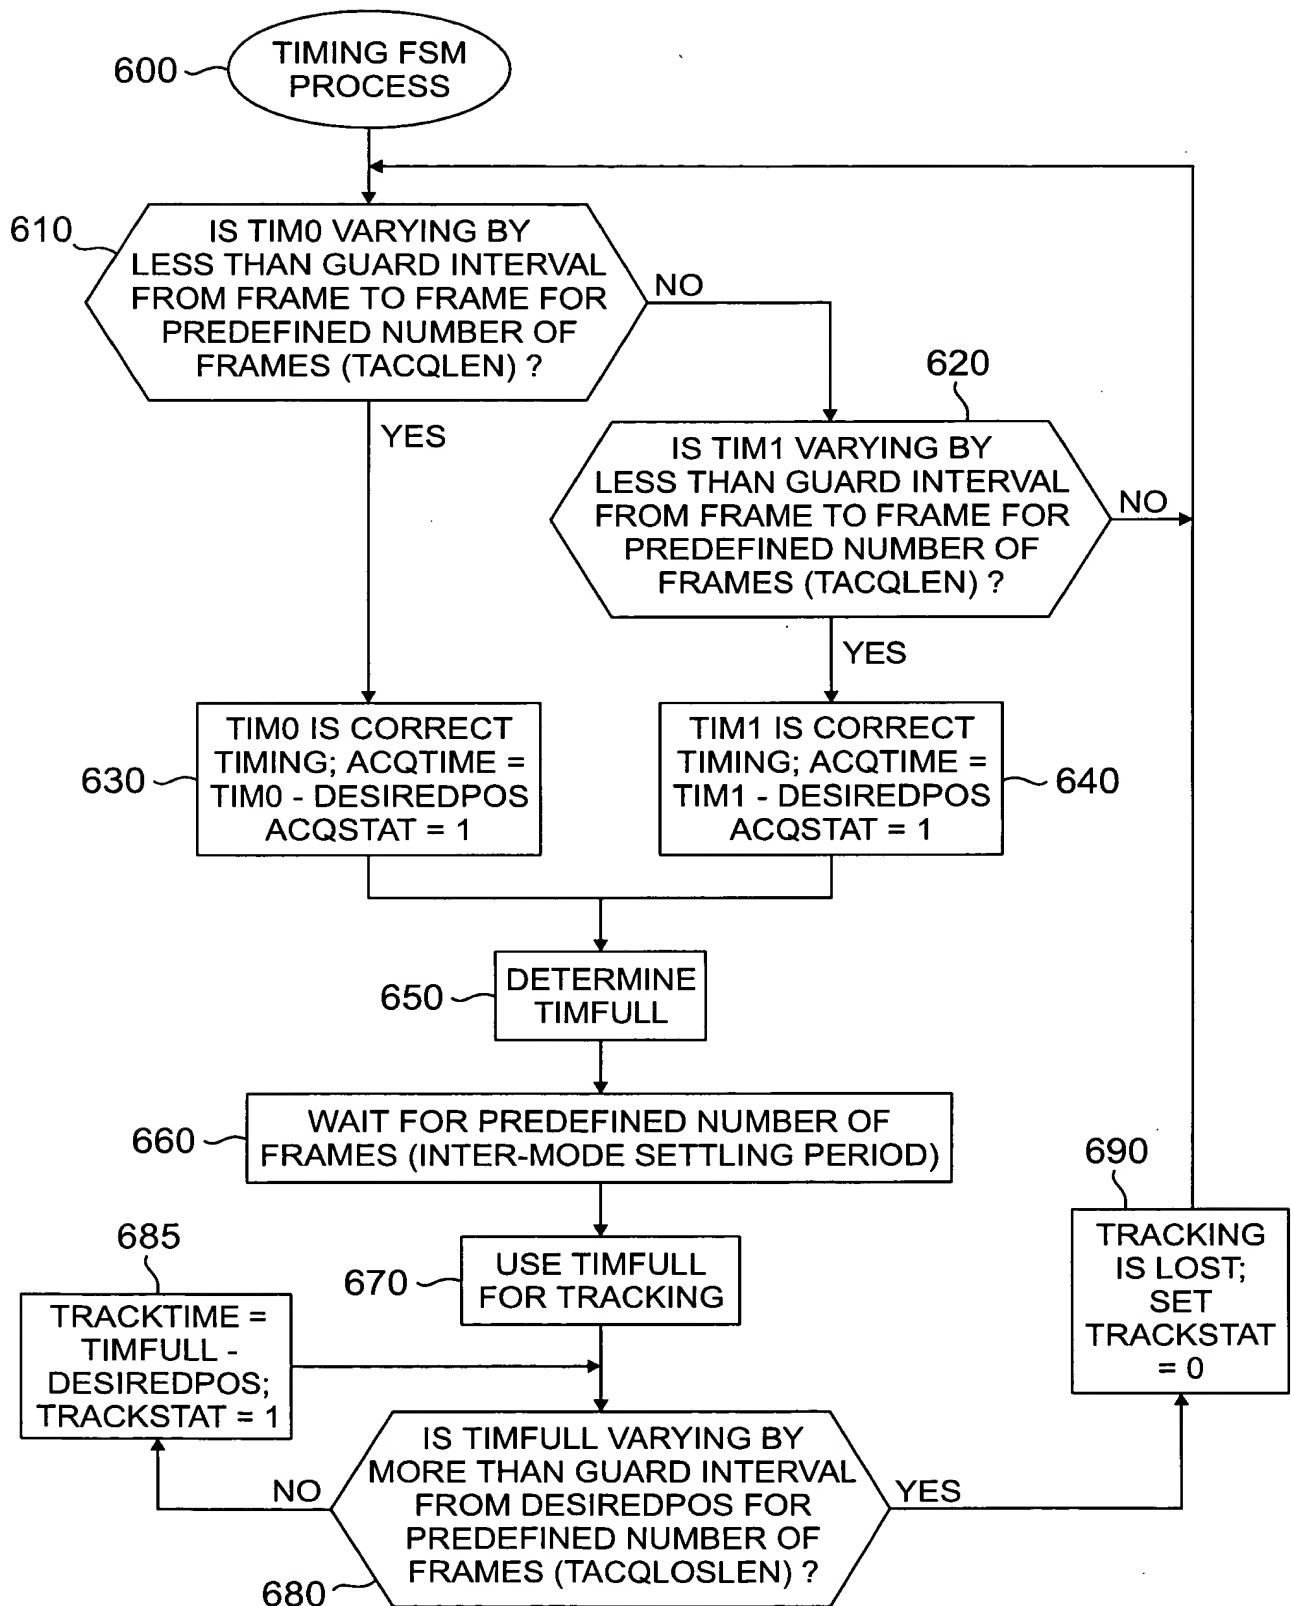 600
TIMING FSM
PROCESS
610
IS TIM0 VARYING BY
LESS THAN GUARD INTERVAL
FROM FRAME TO FRAME FOR
PREDEFINED NUMBER OF
FRAMES (TACQLEN) ?
NO
YES
620
IS TIM1 VARYING BY
LESS THAN GUARD INTERVAL
FROM FRAME TO FRAME FOR
PREDEFINED NUMBER OF
FRAMES (TACQLEN) ?
NO
YES
630
TIM0 IS CORRECT
TIMING; ACQTIME =
TIM0 - DESIREDPOS
ACQSTAT = 1
TIM1 IS CORRECT
TIMING; ACQTIME =
TIM1 - DESIREDPOS
ACQSTAT = 1
640
650
DETERMINE
TIMFULL
660
WAIT FOR PREDEFINED NUMBER OF
FRAMES (INTER-MODE SETTLING PERIOD)
670
USE TIMFULL
FOR TRACKING
685
TRACKTIME =
TIMFULL -
DESIREDPOS;
TRACKSTAT = 1
690
TRACKING
IS LOST;
SET
TRACKSTAT
= 0
680
IS TIMFULL VARYING BY
MORE THAN GUARD INTERVAL
FROM DESIREDPOS FOR
PREDEFINED NUMBER OF
FRAMES (TACQLOSLEN) ?
NO
YES